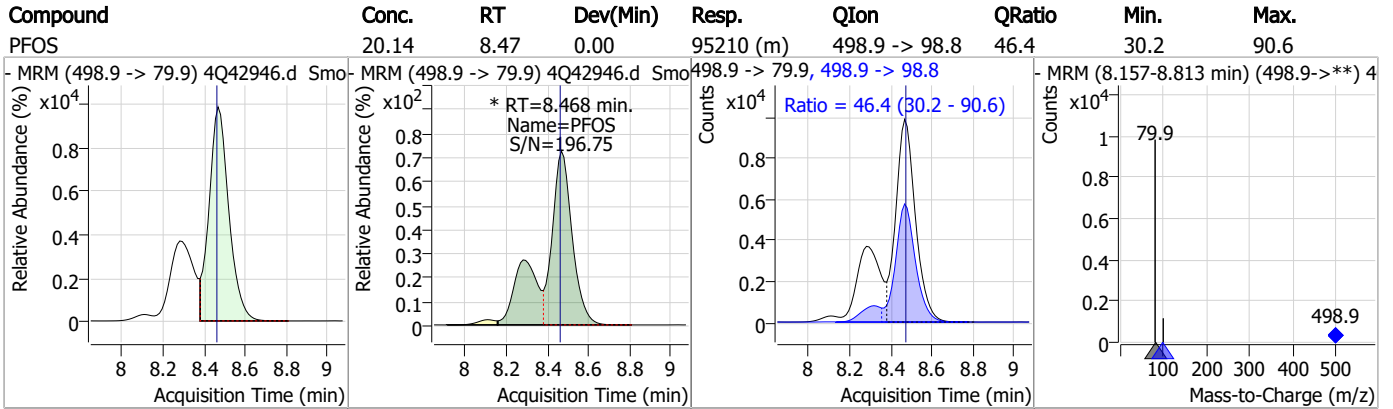 Compound Conc. RT Dev(Min) Resp. QIon QRatio Min. Max.
PFOS 20.14 8.47 0.00 95210 (m) 498.9 -> 98.8 46.4 30.2 90.6
- MRM (498.9 -> 79.9) 4Q42946.d Smo
Relative Abundance (%)
x10⁴
0.8
0.6
0.4
0.2
0
8 8.2 8.4 8.6 8.8 9
Acquisition Time (min)
- MRM (498.9 -> 79.9) 4Q42946.d Smo
Relative Abundance (%)
x10²
* RT=8.468 min.
Name=PFOS
S/N=196.75
0.8
0.7
0.6
0.5
0.4
0.3
0.2
0.1
0
8 8.2 8.4 8.6 8.8 9
Acquisition Time (min)
498.9 -> 79.9, 498.9 -> 98.8
Counts
x10⁴
Ratio = 46.4 (30.2 - 90.6)
0.8
0.6
0.4
0.2
0
8 8.2 8.4 8.6 8.8 9
Acquisition Time (min)
- MRM (8.157-8.813 min) (498.9->**) 4
Counts
x10⁴
1
0.8
0.6
0.4
0.2
0
79.9
498.9
100 200 300 400 500
Mass-to-Charge (m/z)